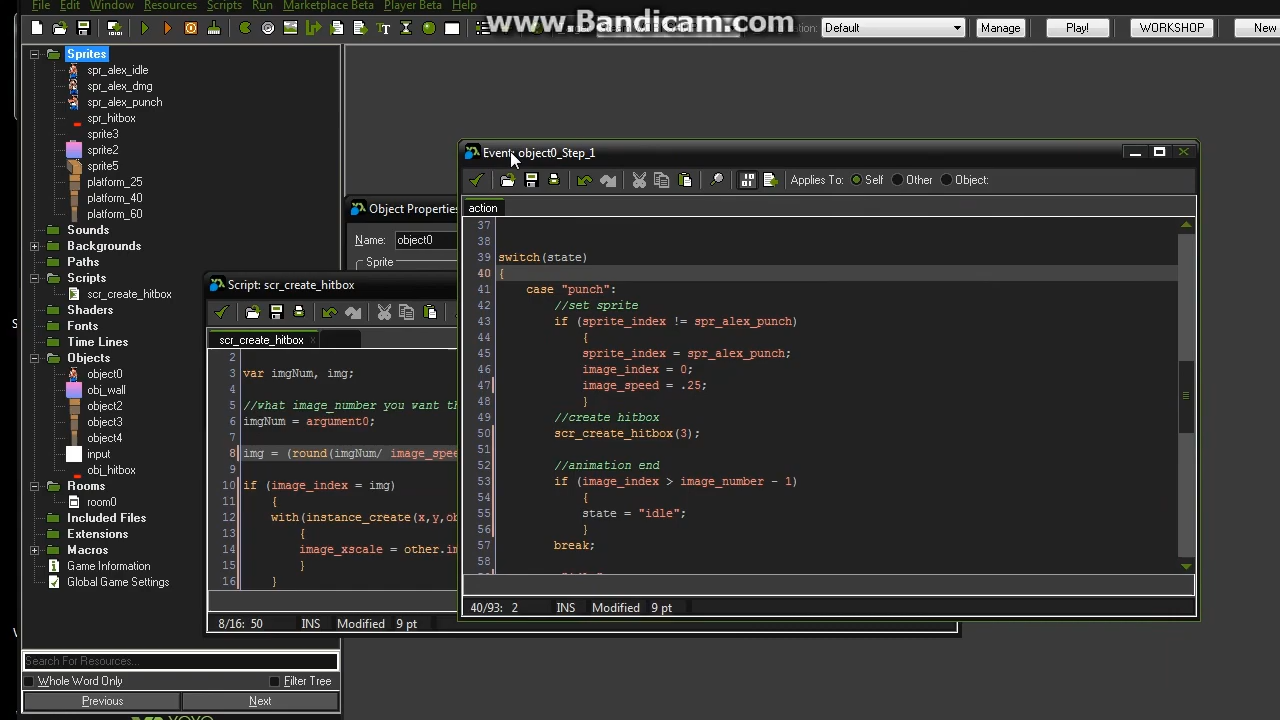 File Edit Window Resources Scripts Run Marketplace Beta Player Beta Help
www.Bandicam.com
Default
Manage
Play!
WORKSHOP
New
Sprites
spr_alex_idle
spr_alex_dmg
spr_alex_punch
spr_hitbox
sprite3
sprite2
sprite5
platform_25
platform_40
platform_60
Sounds
Backgrounds
Paths
Scripts
scr_create_hitbox
Shaders
Fonts
Time Lines
Objects
object0
obj_wall
object2
object3
object4
input
obj_hitbox
Rooms
room0
Included Files
Extensions
Macros
Game Information
Global Game Settings
Search For Resources...
Whole Word Only
Filter Tree
Previous
Next
Object Properties
Name: object0
Sprite
Script: scr_create_hitbox
scr_create_hitbox
2
3 var imgNum, img;
4
5 //what image_number you want th
6 imgNum = argument0;
7
8 img = (round(imgNum/ image_spee
9
10 if (image_index = img)
11 {
12 with(instance_create(x,y,ob
13 {
14 image_xscale = other.im
15 }
16 }
8/16: 50 INS Modified 9 pt
Event: object0_Step_1
Applies To: Self Other Object:
action
37
38
39 switch(state)
40 {
41 case "punch":
42 //set sprite
43 if (sprite_index != spr_alex_punch)
44 {
45 sprite_index = spr_alex_punch;
46 image_index = 0;
47 image_speed = .25;
48 }
49 //create hitbox
50 scr_create_hitbox(3);
51
52 //animation end
53 if (image_index > image_number - 1)
54 {
55 state = "idle";
56 }
57 break;
58
40/93: 2 INS Modified 9 pt